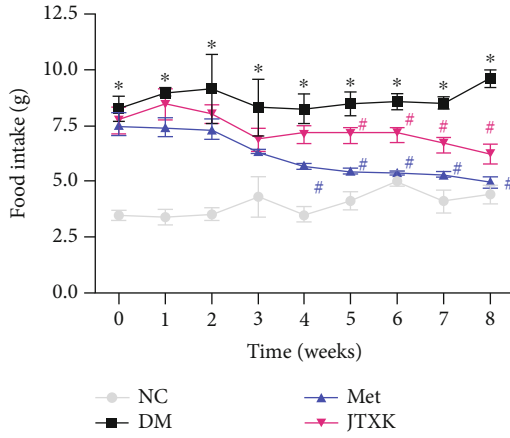 12.5
* * * * * * * * *
10.0
7.5
# # # #
5.0
# # # # #
2.5
0.0
Food intake (g)
0 1 2 3 4 5 6 7 8
Time (weeks)
NC Met
DM JTXK